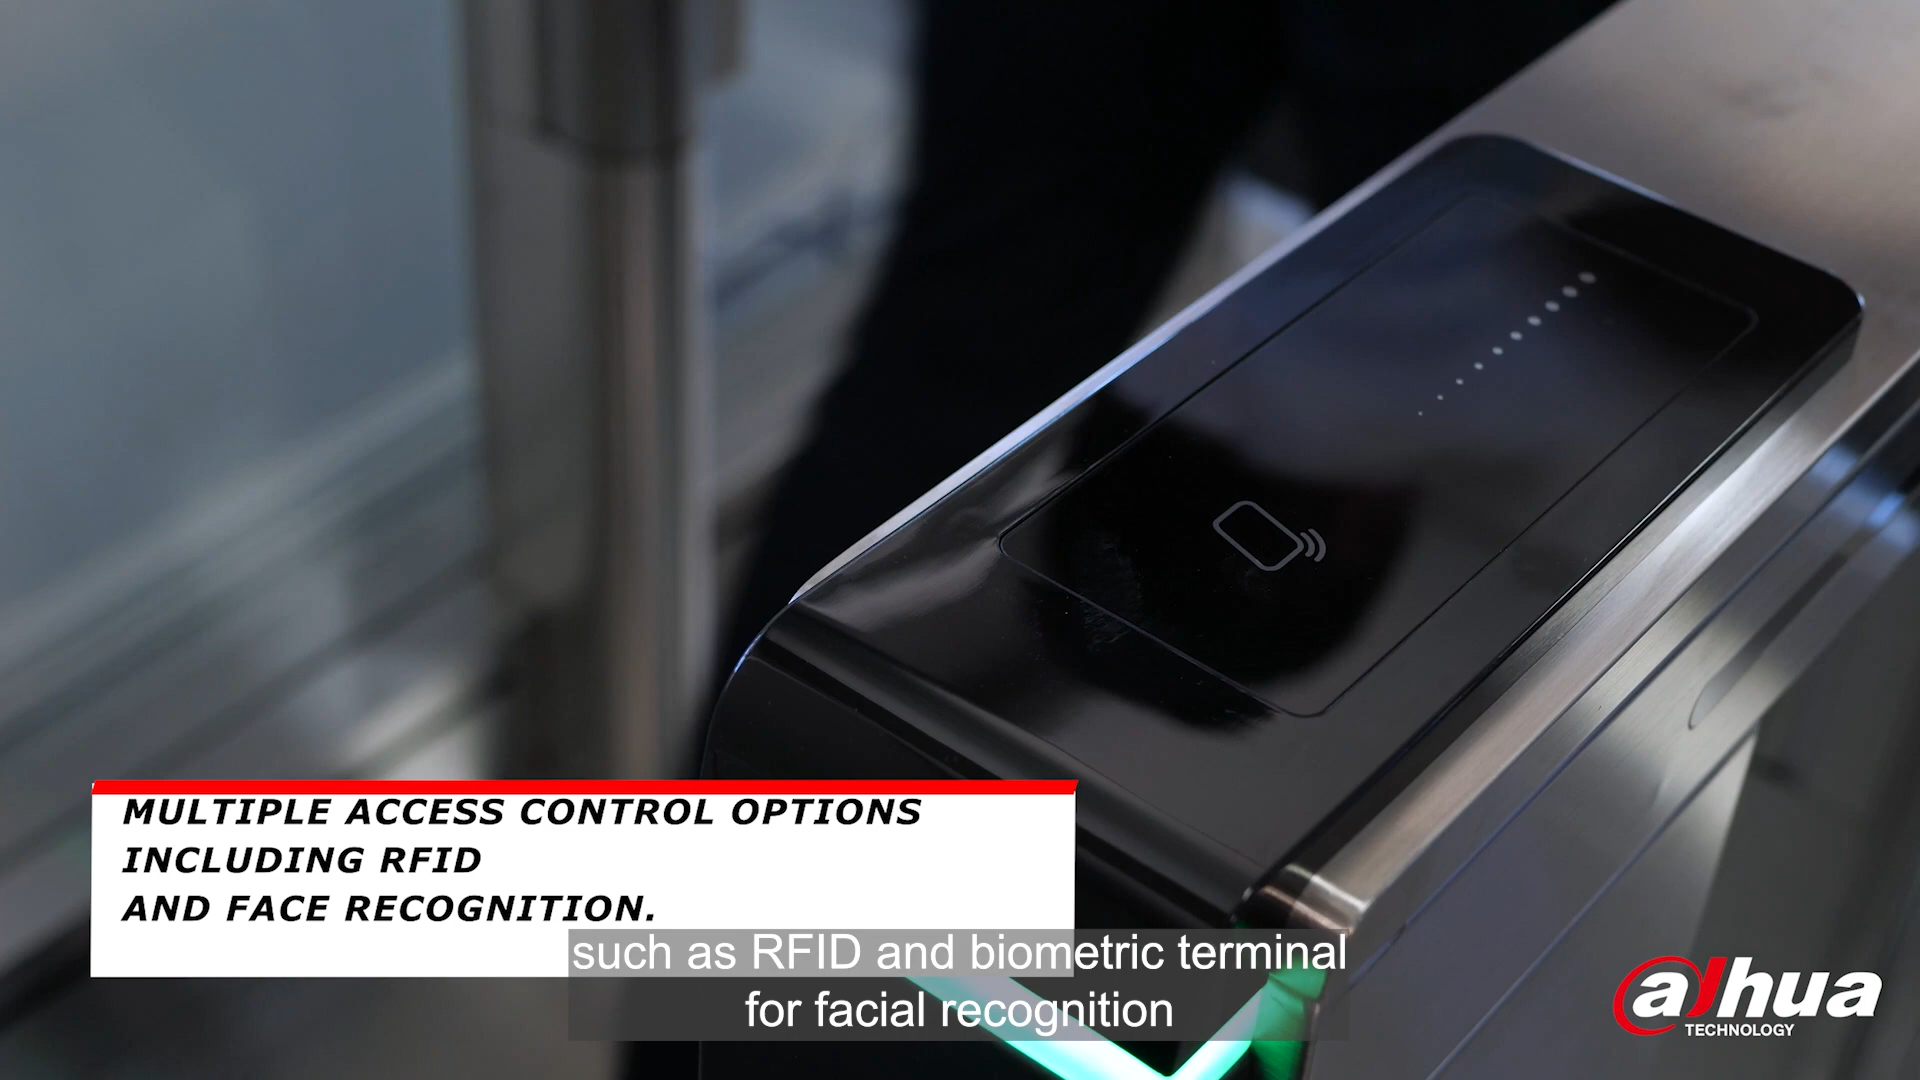 MULTIPLE ACCESS CONTROL OPTIONS
INCLUDING RFID
AND FACE RECOGNITION.
such as RFID and biometric terminal
for facial recognition
alhua
TECHNOLOGY